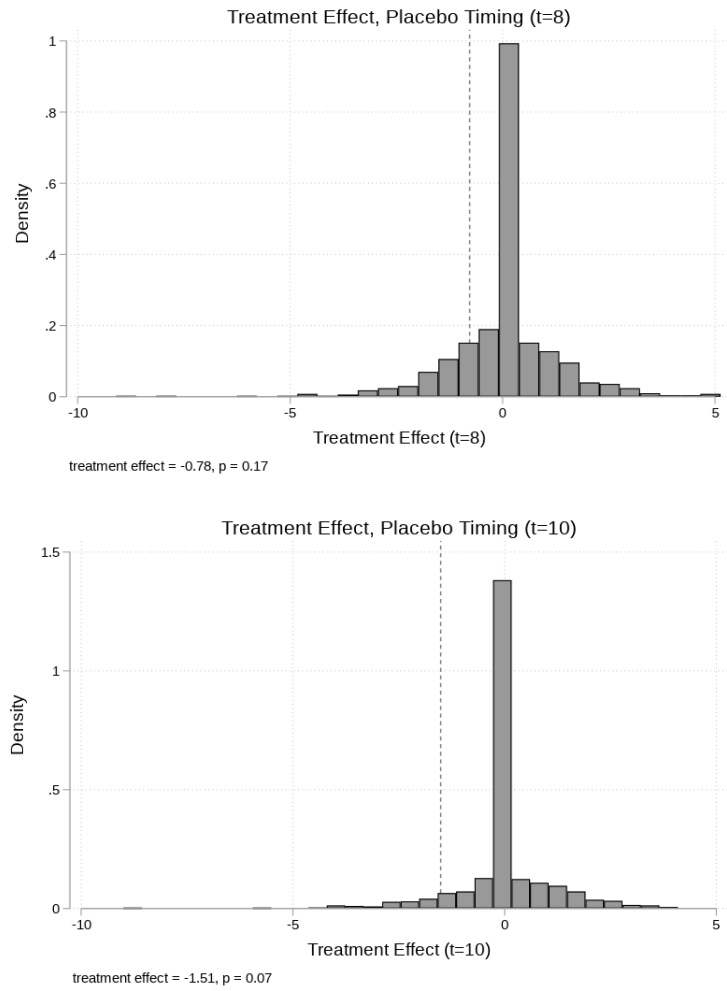 Treatment Effect, Placebo Timing (t=8)
1
.8
.6
.4
.2
0
Density
-10 -5 0 5
Treatment Effect (t=8)
treatment effect = -0.78, p = 0.17
Treatment Effect, Placebo Timing (t=10)
1.5
1
.5
0
Density
-10 -5 0 5
Treatment Effect (t=10)
treatment effect = -1.51, p = 0.07